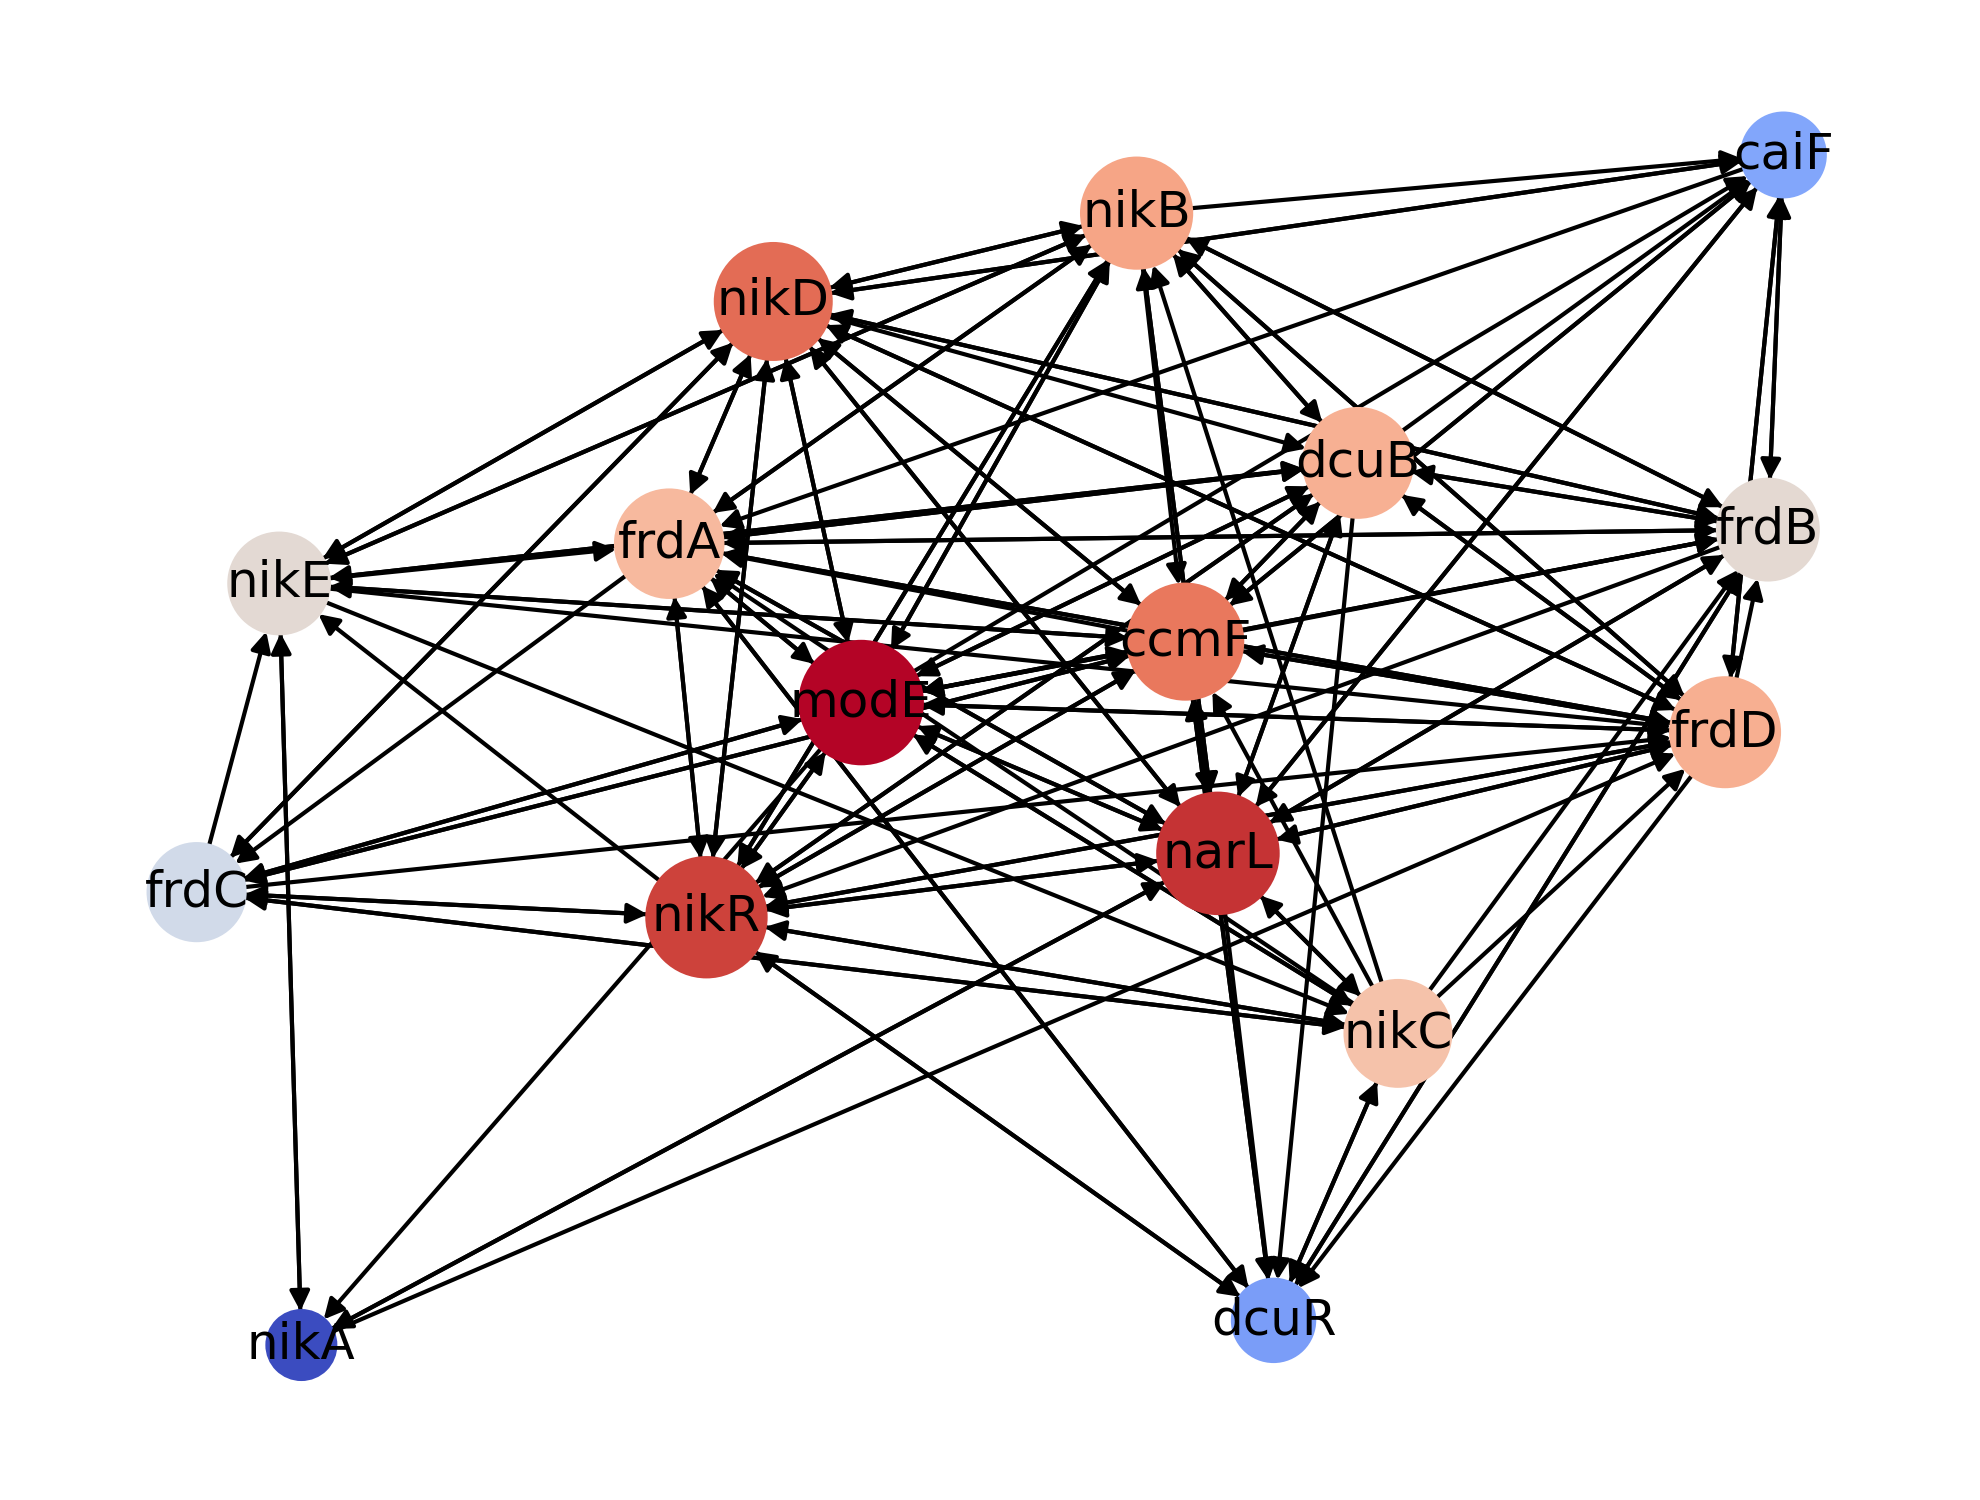 caiF
nikB
nikD
dcuB
frdB
frdA
nikE
ccmF
modE
frdD
narL
frdC
nikR
nikC
dcuR
nikA